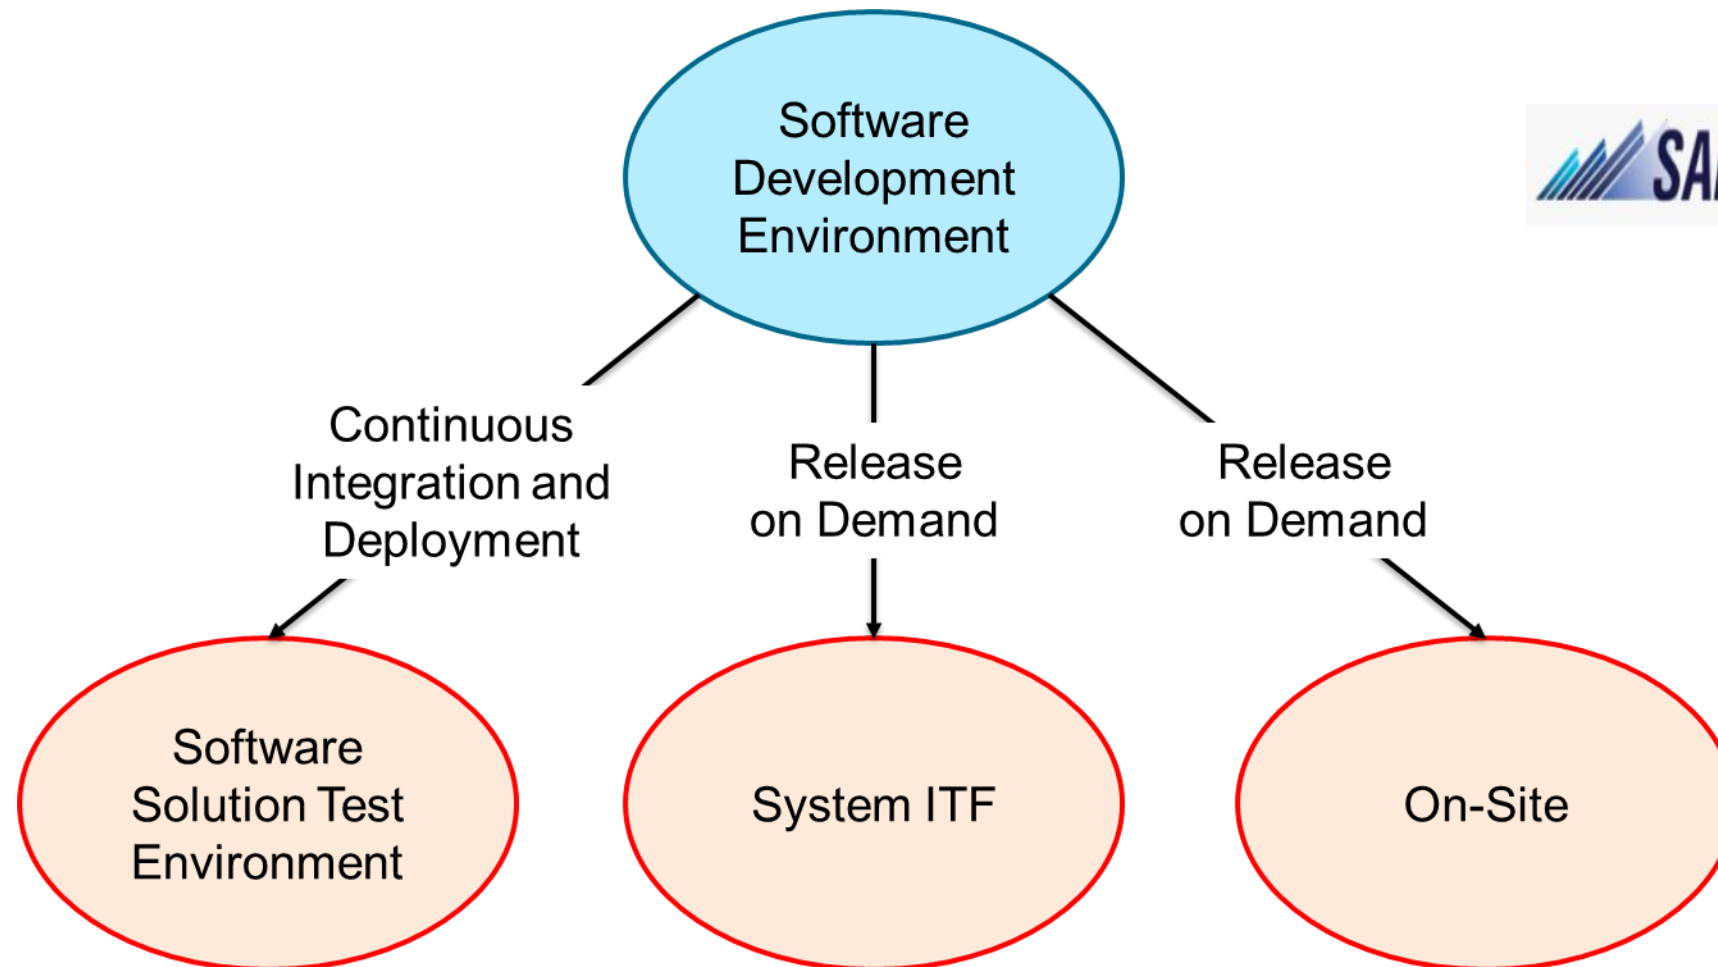 Software
Development
Environment
Continuous
Integration and
Deployment
Release
on Demand
Release
on Demand
Software
Solution Test
Environment
System ITF
On-Site